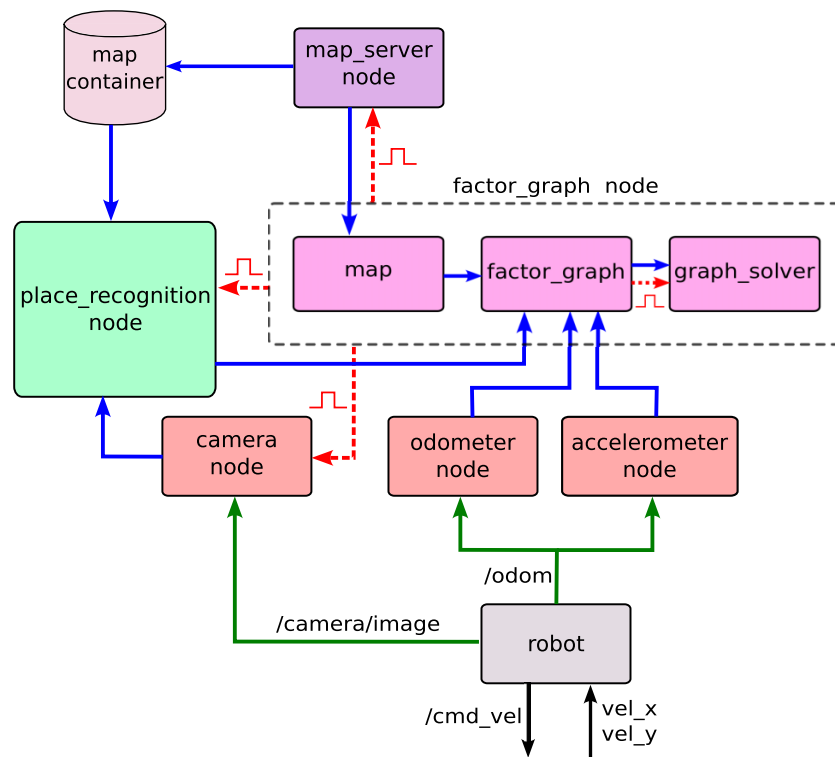 map
container
map_server
node
factor_graph node
map
factor_graph
graph_solver
place_recognition
node
camera
node
odometer
node
accelerometer
node
/odom
/camera/image
robot
/cmd_vel
vel_x
vel_y